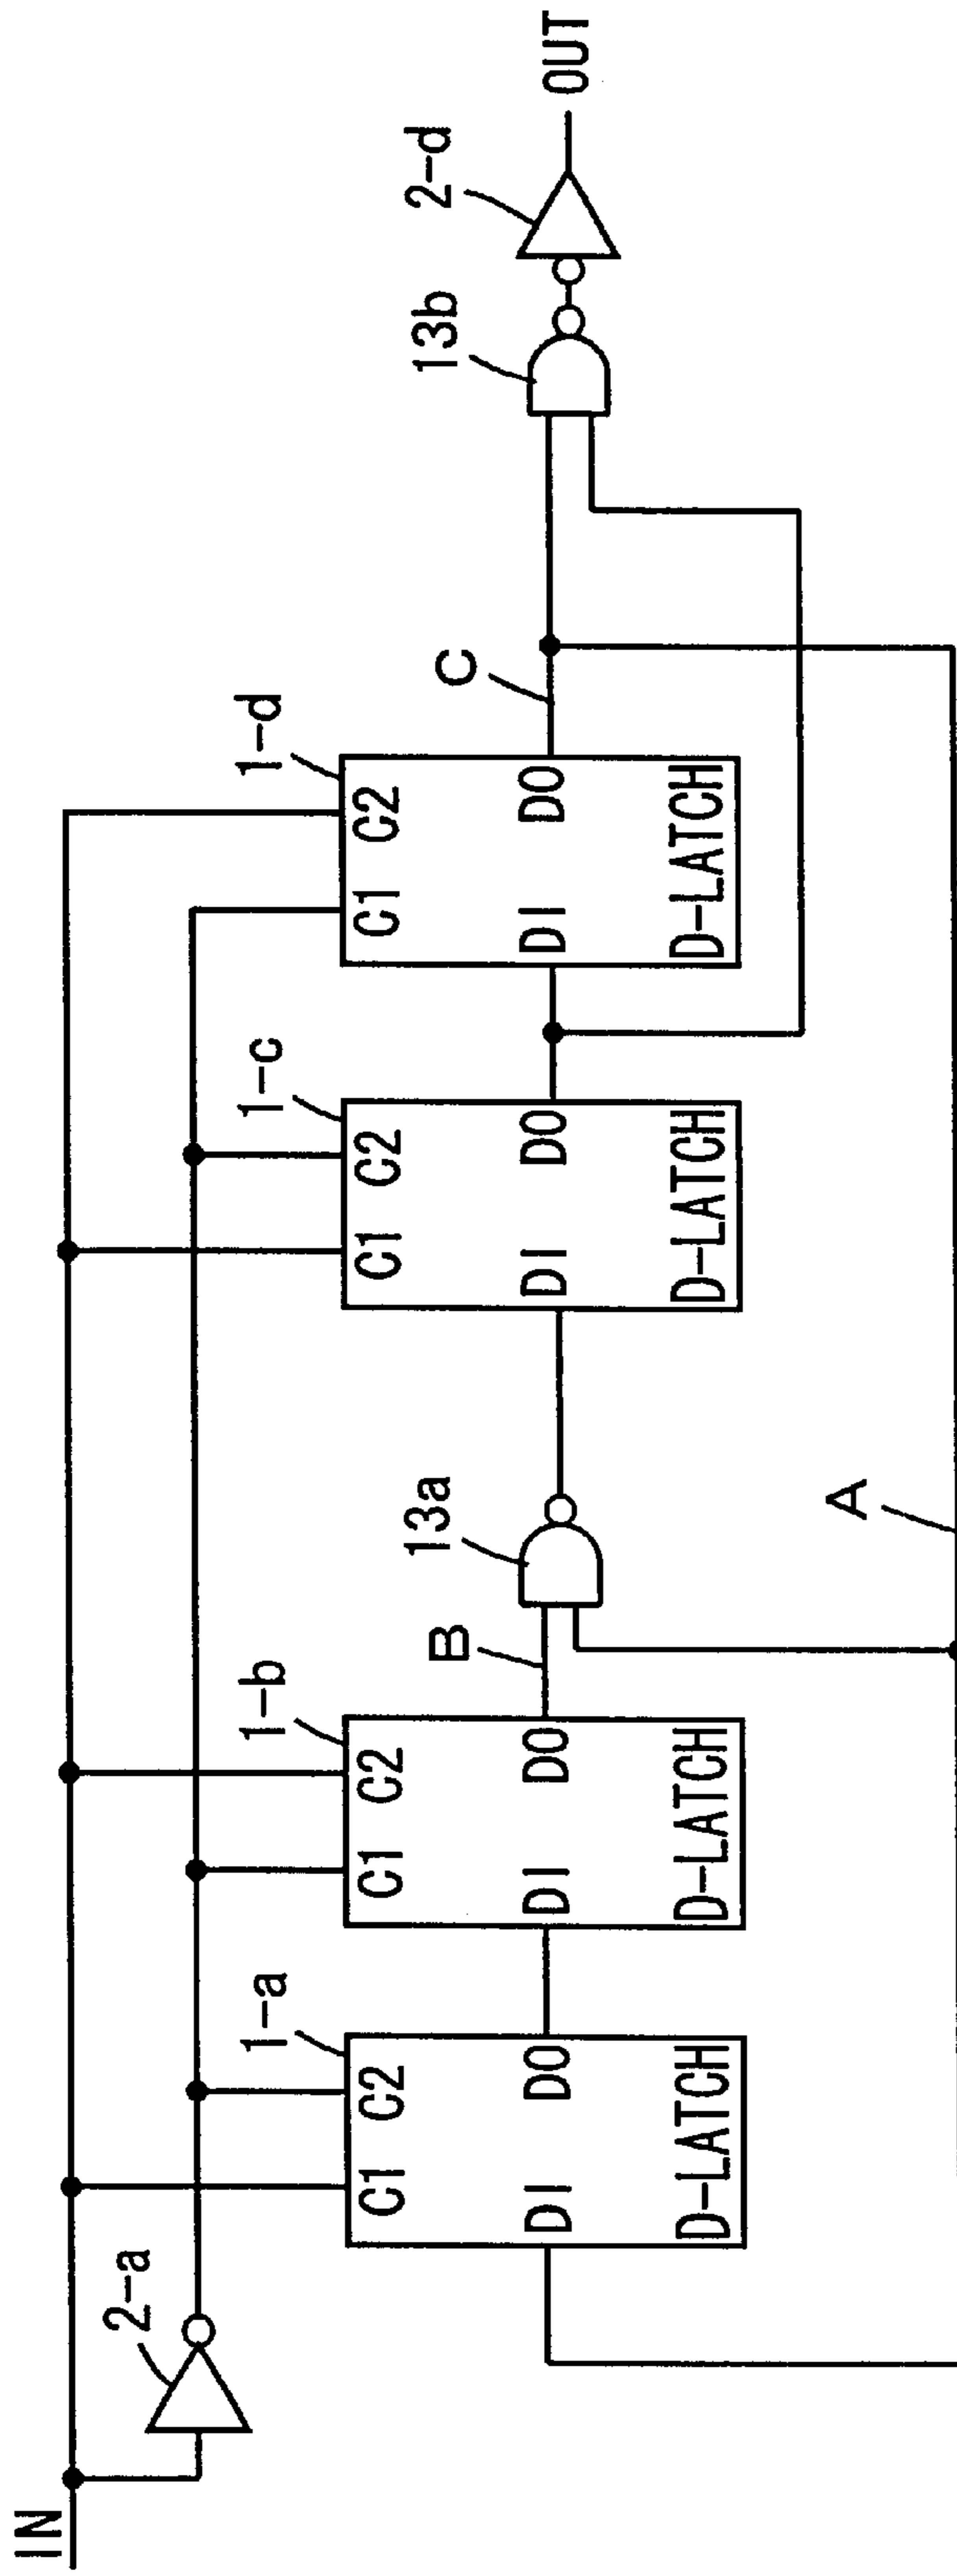 IN
2-a
1-a
C1 C2
DI DO
D-LATCH
1-b
C1 C2
DI DO
D-LATCH
B
13a
A
1-c
C1 C2
DI DO
D-LATCH
1-d
C1 C2
DI DO
D-LATCH
C
13b
2-d
OUT